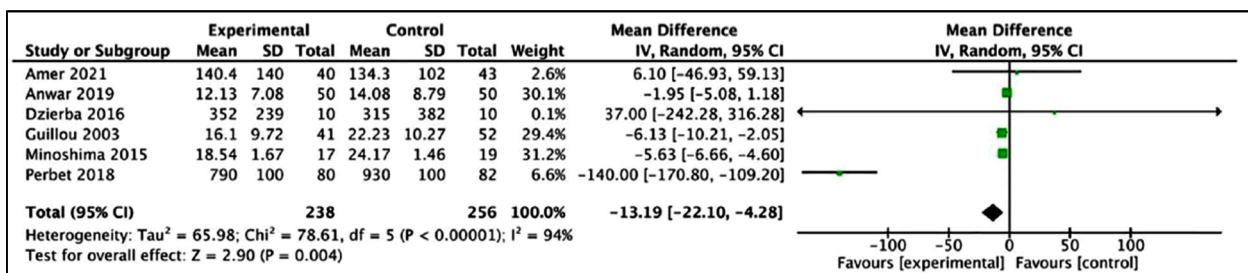 Experimental Control Mean Difference Mean Difference
Study or Subgroup Mean SD Total Mean SD Total Weight IV, Random, 95% CI IV, Random, 95% CI
Amer 2021 140.4 140 40 134.3 102 43 2.6% 6.10 [-46.93, 59.13]
Anwar 2019 12.13 7.08 50 14.08 8.79 50 30.1% -1.95 [-5.08, 1.18]
Dzierba 2016 352 239 10 315 382 10 0.1% 37.00 [-242.28, 316.28]
Guillou 2003 16.1 9.72 41 22.23 10.27 52 29.4% -6.13 [-10.21, -2.05]
Minoshima 2015 18.54 1.67 17 24.17 1.46 19 31.2% -5.63 [-6.66, -4.60]
Perbet 2018 790 100 80 930 100 82 6.6% -140.00 [-170.80, -109.20]
Total (95% CI) 238 256 100.0% -13.19 [-22.10, -4.28]
Heterogeneity: Tau² = 65.98; Chi² = 78.61, df = 5 (P < 0.00001); I² = 94%
Test for overall effect: Z = 2.90 (P = 0.004)
-100 -50 0 50 100
Favours [experimental] Favours [control]